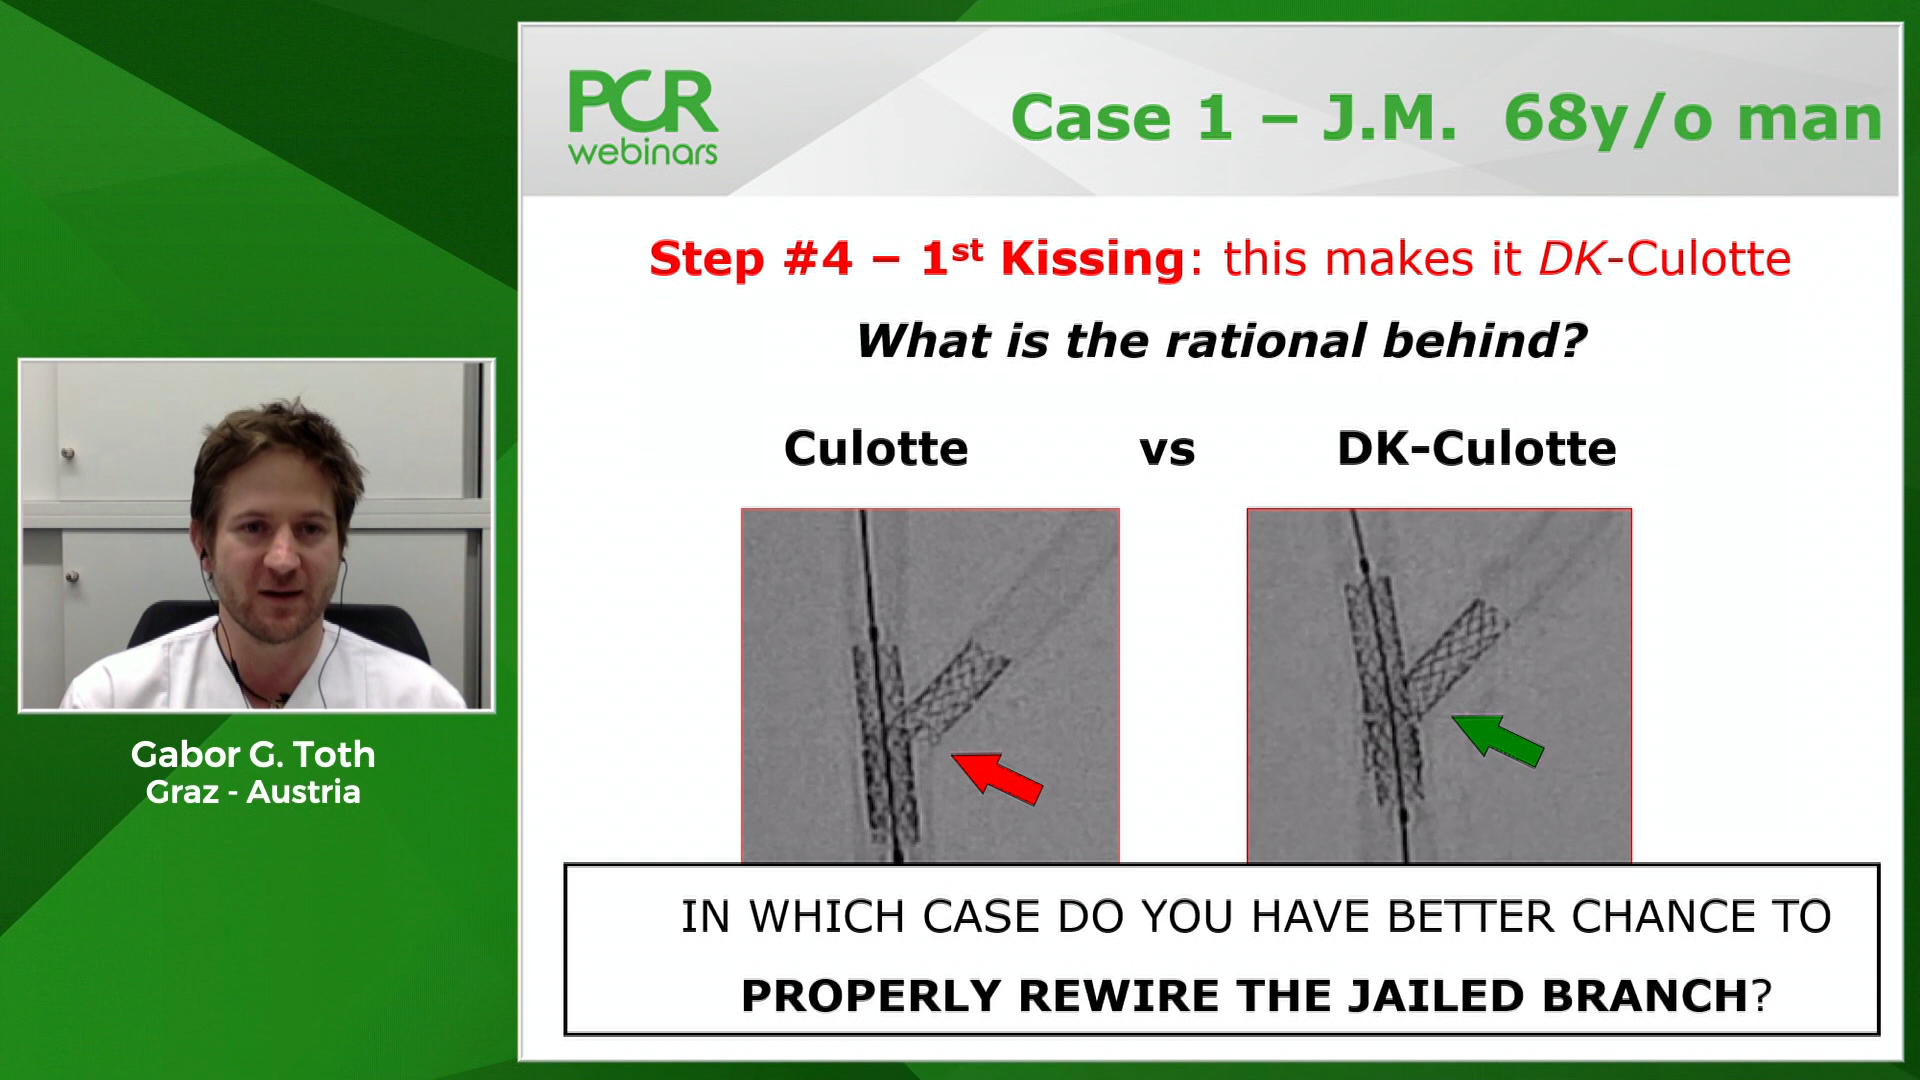 PCR
webinars
Case 1 – J.M. 68y/o man
Step #4 – 1st Kissing: this makes it DK-Culotte
What is the rational behind?
Culotte vs DK-Culotte
IN WHICH CASE DO YOU HAVE BETTER CHANCE TO
PROPERLY REWIRE THE JAILED BRANCH?
Gabor G. Toth
Graz - Austria